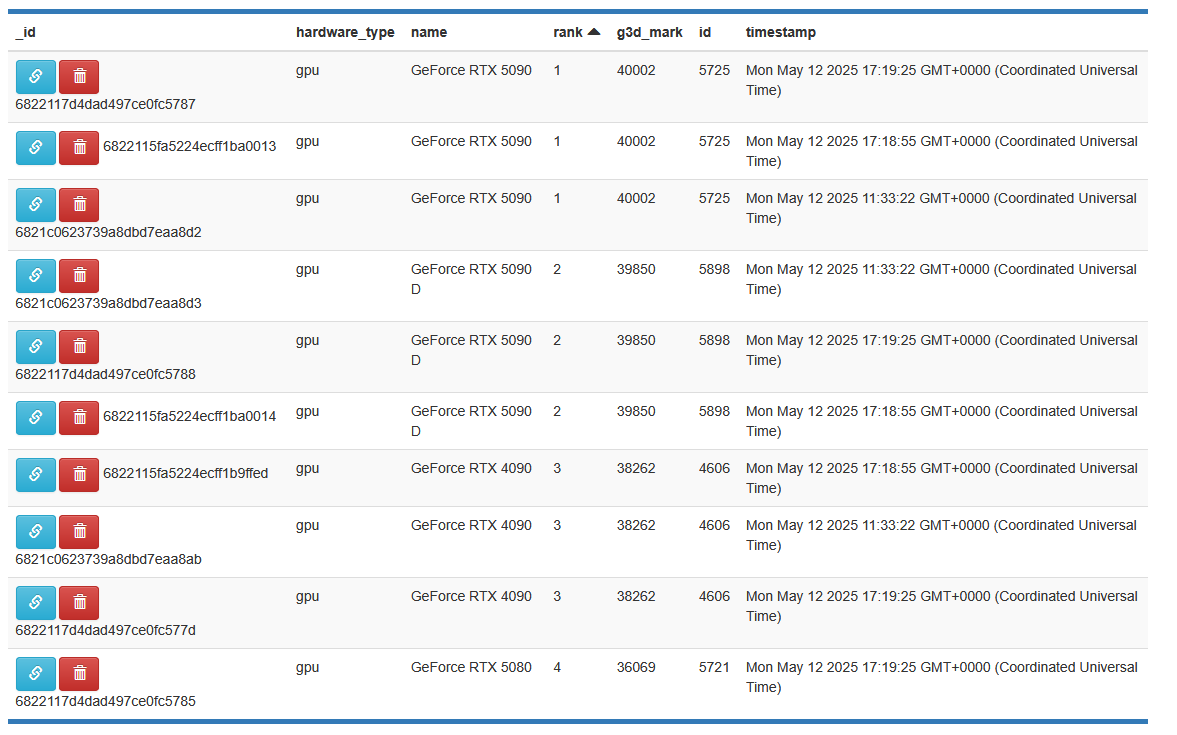 _id hardware_type name rank g3d_mark id timestamp
gpu GeForce RTX 5090 1 40002 5725 Mon May 12 2025 17:19:25 GMT+0000 (Coordinated Universal
Time)
6822117d4dad497ce0fc5787
6822115fa5224ecff1ba0013 gpu GeForce RTX 5090 1 40002 5725 Mon May 12 2025 17:18:55 GMT+0000 (Coordinated Universal
Time)
gpu GeForce RTX 5090 1 40002 5725 Mon May 12 2025 11:33:22 GMT+0000 (Coordinated Universal
Time)
6821c0623739a8dbd7eaa8d2
gpu GeForce RTX 5090 2 39850 5898 Mon May 12 2025 11:33:22 GMT+0000 (Coordinated Universal
D Time)
6821c0623739a8dbd7eaa8d3
gpu GeForce RTX 5090 2 39850 5898 Mon May 12 2025 17:19:25 GMT+0000 (Coordinated Universal
D Time)
6822117d4dad497ce0fc5788
6822115fa5224ecff1ba0014 gpu GeForce RTX 5090 2 39850 5898 Mon May 12 2025 17:18:55 GMT+0000 (Coordinated Universal
D Time)
6822115fa5224ecff1b9ffed gpu GeForce RTX 4090 3 38262 4606 Mon May 12 2025 17:18:55 GMT+0000 (Coordinated Universal
Time)
gpu GeForce RTX 4090 3 38262 4606 Mon May 12 2025 11:33:22 GMT+0000 (Coordinated Universal
Time)
6821c0623739a8dbd7eaa8ab
gpu GeForce RTX 4090 3 38262 4606 Mon May 12 2025 17:19:25 GMT+0000 (Coordinated Universal
Time)
6822117d4dad497ce0fc577d
gpu GeForce RTX 5080 4 36069 5721 Mon May 12 2025 17:19:25 GMT+0000 (Coordinated Universal
Time)
6822117d4dad497ce0fc5785